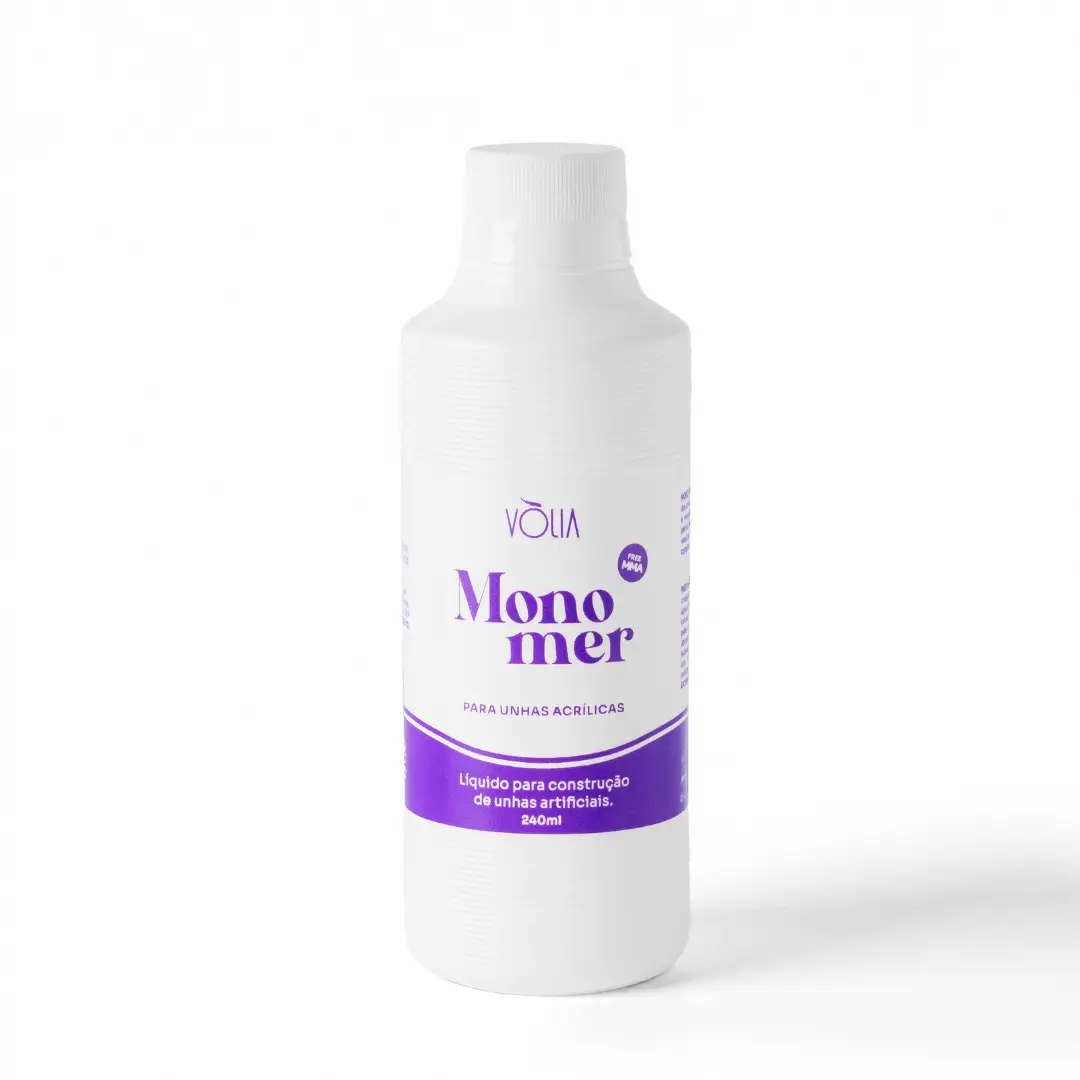 VÒLIA
FREE
MMA
Mono
mer
PARA UNHAS ACRÍLICAS
Líquido para construção
de unhas artificiais.
240ml